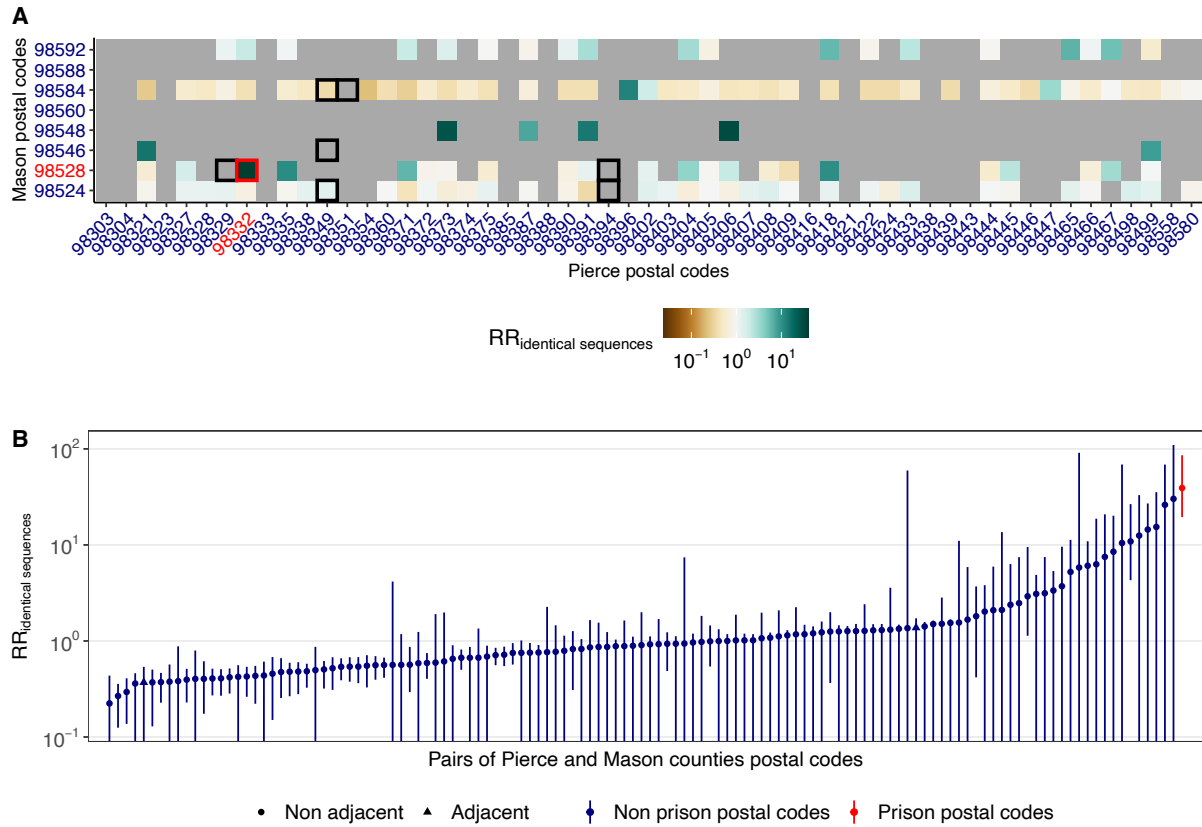 A
Mason postal codes
98592
98588
98584
98560
98548
98546
98528
98524
98303 98304 98321 98323 98327 98328 98329 98332 98333 98335 98338 98349 98351 98354 98360 98371 98372 98373 98374 98375 98385 98387 98388 98390 98391 98394 98396 98402 98403 98404 98405 98406 98407 98408 98409 98416 98418 98421 98422 98424 98433 98438 98439 98443 98444 98445 98446 98447 98465 98466 98467 98498 98499 98558 98580
Pierce postal codes
RR identical sequences
10⁻¹ 10⁰ 10¹
B
RR identical sequences
10²
10¹
10⁰
10⁻¹
Pairs of Pierce and Mason counties postal codes
Non adjacent Adjacent Non prison postal codes Prison postal codes